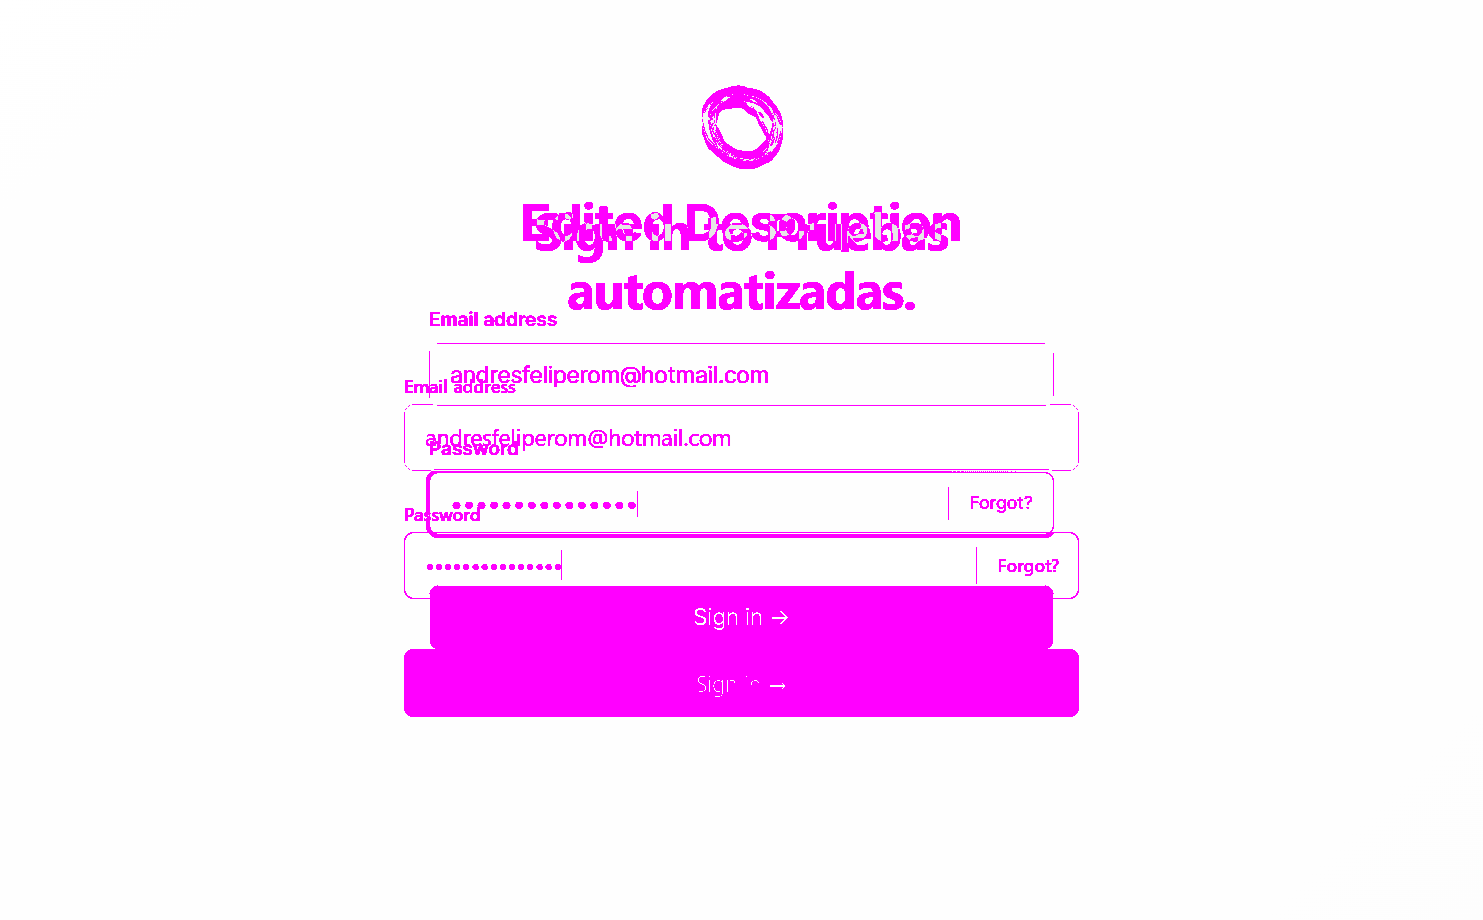 Edited Description
Sign in to Pruebas
automatizadas.
Email address
andresfeliperom@hotmail.com
Email address
andresfeliperom@hotmail.com
Password
Forgot?
Password
Forgot?
Sign in →
Sign in →